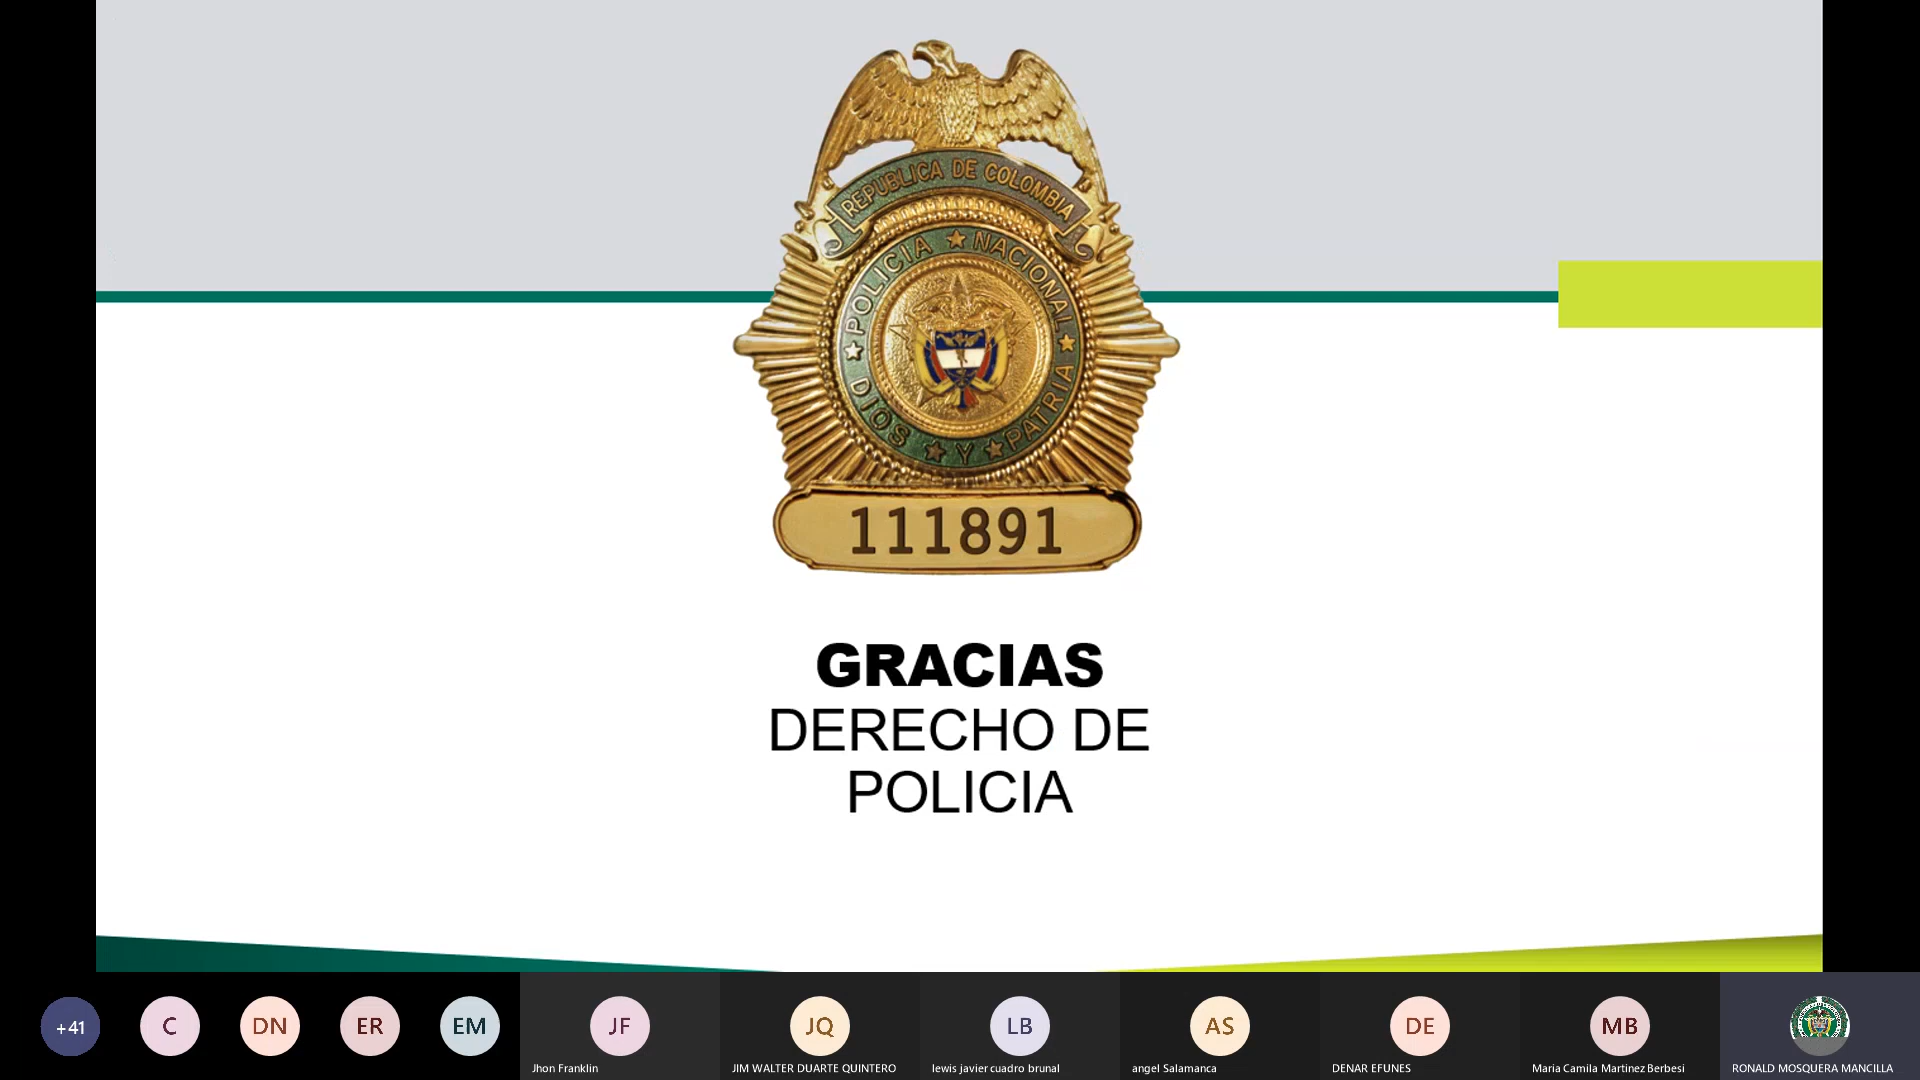 REPUBLICA DE COLOMBIA
POLICIA NACIONAL
DIOS Y PATRIA
111891
GRACIAS
DERECHO DE
POLICIA
+41
C
DN
ER
EM
JF
JQ
LB
AS
DE
MB
Jhon Franklin
JIM WALTER DUARTE QUINTERO
lewis javier cuadro brunal
angel Salamanca
DENAR EFUNES
Maria Camila Martinez Berbesi
RONALD MOSQUERA MANCILLA